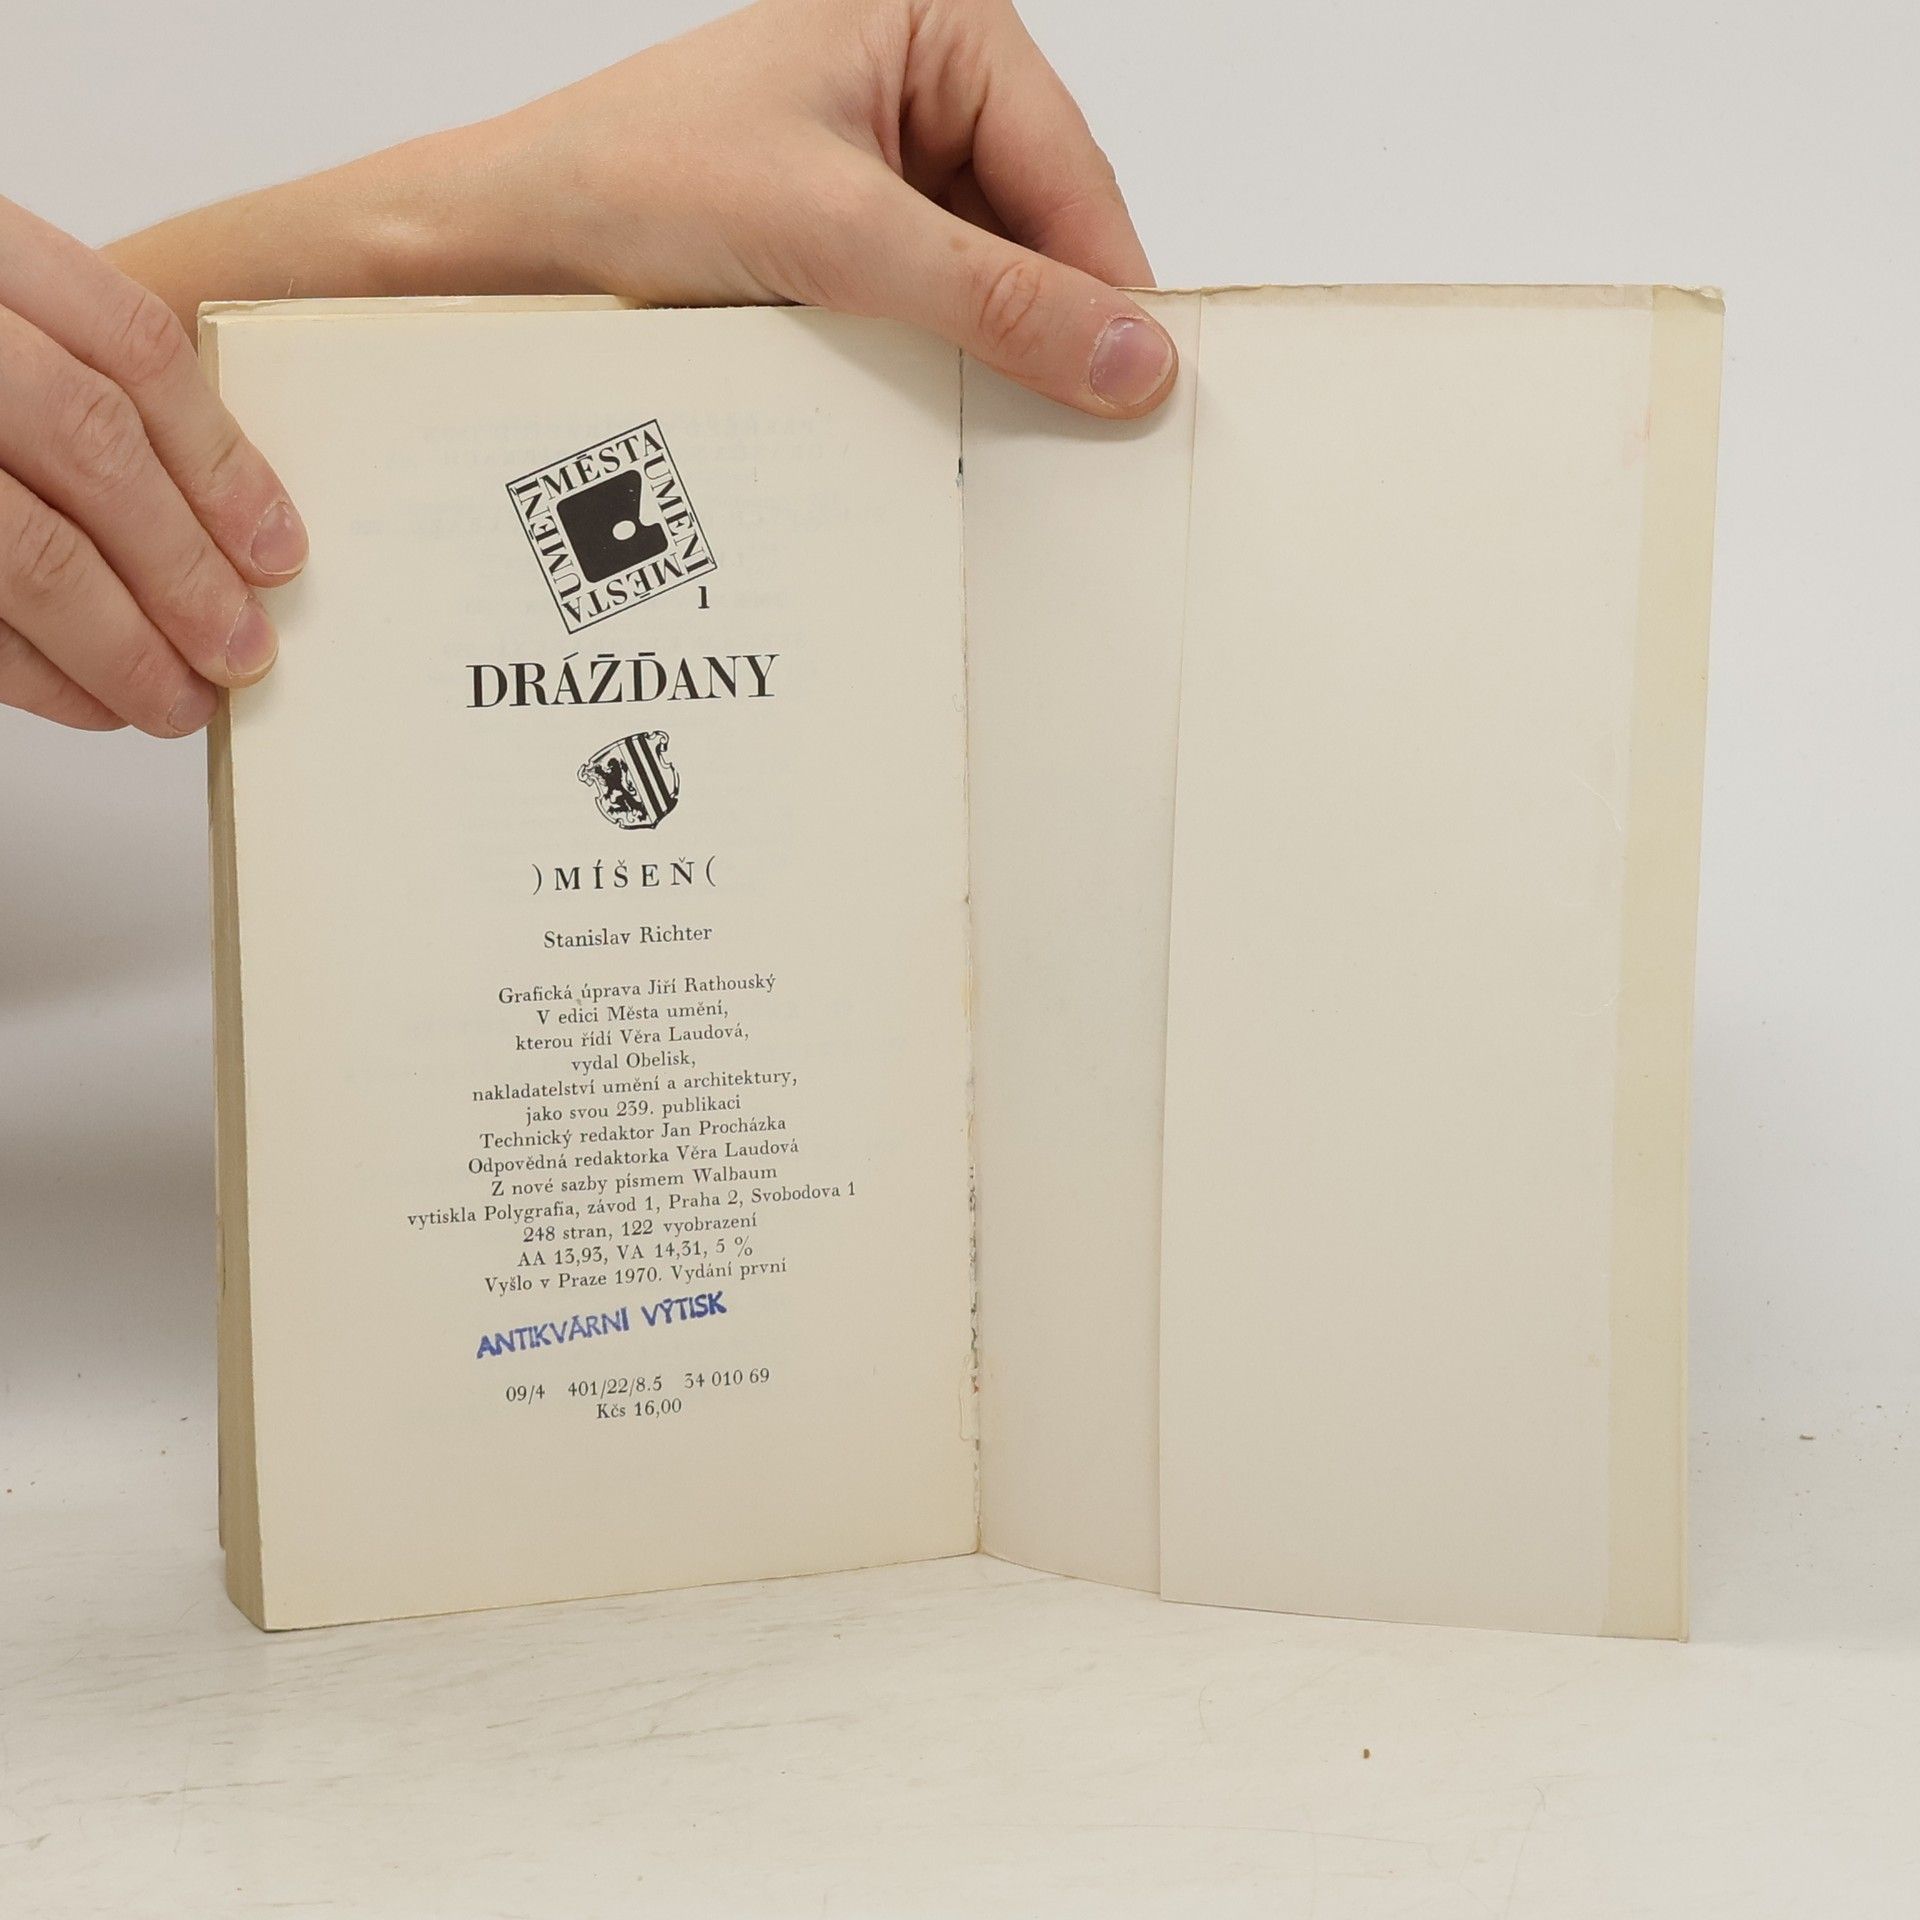 MĚSTA UMĚNÍ MĚSTA UMĚNÍ
1
DRÁŽĎANY
)MÍŠEŇ(
Stanislav Richter
Grafická úprava Jiří Rathouský
V edici Města umění,
kterou řídí Věra Laudová,
vydal Obelisk,
nakladatelství umění a architektury,
jako svou 239. publikaci
Technický redaktor Jan Procházka
Odpovědná redaktorka Věra Laudová
Z nové sazby písmem Walbaum
vytiskla Polygrafia, závod 1, Praha 2, Svobodova 1
248 stran, 122 vyobrazení
AA 13,93, VA 14,31, 5 %
Vyšlo v Praze 1970. Vydání první
ANTIKVÁRNÍ VÝTISK
09/4 401/22/8.5 34 010 69
Kčs 16,00